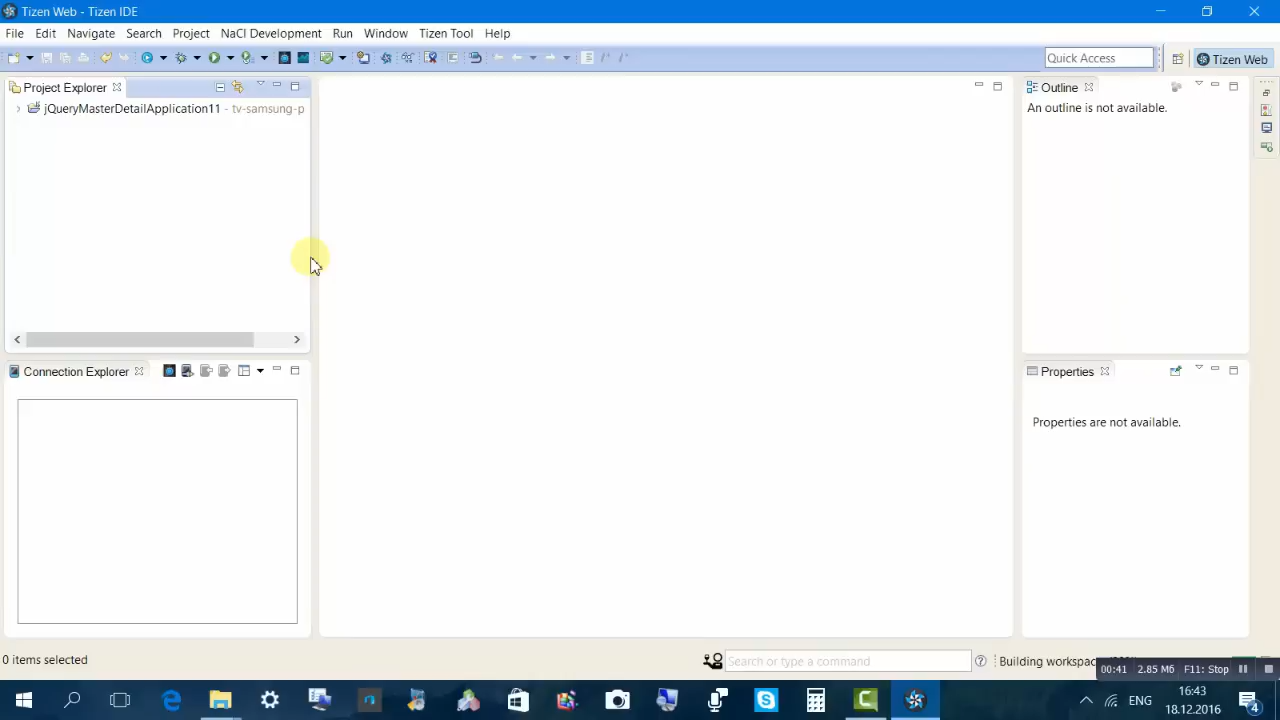 Tizen Web - Tizen IDE
File Edit Navigate Search Project NaCl Development Run Window Tizen Tool Help
Quick Access
Tizen Web
Project Explorer
jQueryMasterDetailApplication11 - tv-samsung-p
Outline
An outline is not available.
Connection Explorer
Properties
Properties are not available.
0 items selected
Search or type a command
Building workspac
00:41 2.85 Мб F11: Stop
ENG
16:43
18.12.2016
4